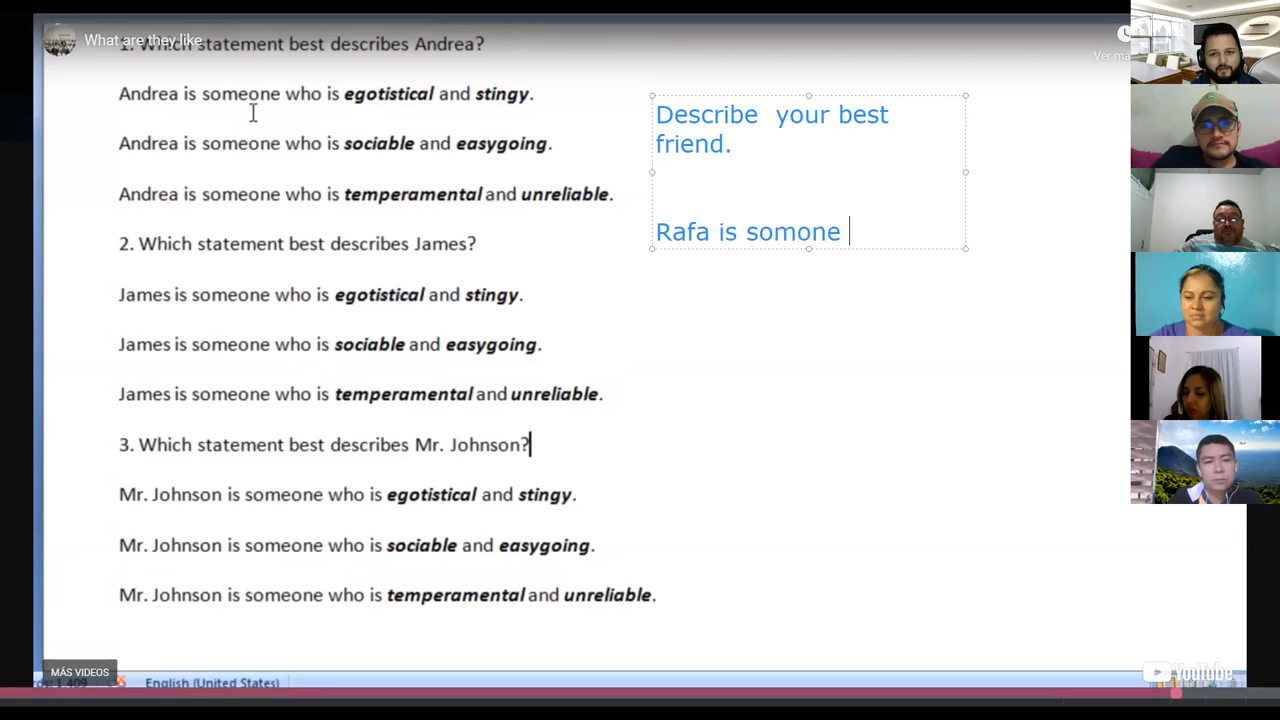 What are they like
1. Which statement best describes Andrea?
Ver má
Andrea is someone who is egotistical and stingy.
Andrea is someone who is sociable and easygoing.
Andrea is someone who is temperamental and unreliable.
2. Which statement best describes James?
James is someone who is egotistical and stingy.
James is someone who is sociable and easygoing.
James is someone who is temperamental and unreliable.
3. Which statement best describes Mr. Johnson?
Mr. Johnson is someone who is egotistical and stingy.
Mr. Johnson is someone who is sociable and easygoing.
Mr. Johnson is someone who is temperamental and unreliable.
Describe your best
friend.
Rafa is somone
MÁS VIDEOS
YouTube
1,409
English (United States)